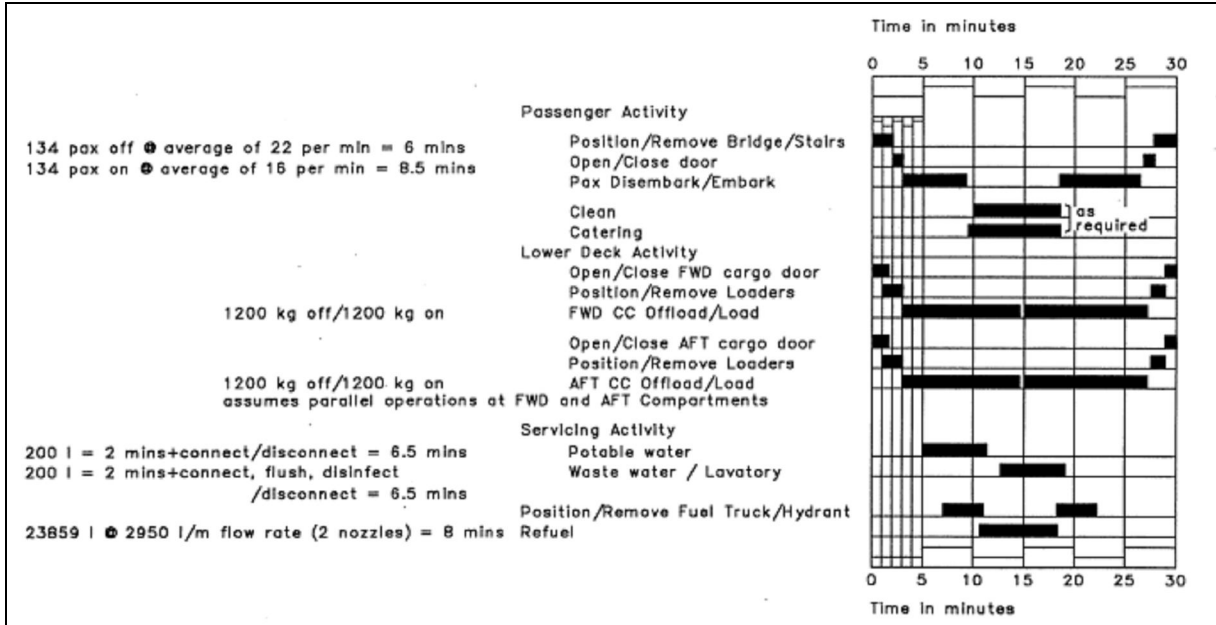 Time in minutes
0 5 10 15 20 25 30
Passenger Activity
134 pax off @ average of 22 per min = 6 mins Position/Remove Bridge/Stairs
134 pax on @ average of 16 per min = 8.5 mins Open/Close door
Pax Disembark/Embark
Clean as
Catering required
Lower Deck Activity
Open/Close FWD cargo door
Position/Remove Loaders
1200 kg off/1200 kg on FWD CC Offload/Load
Open/Close AFT cargo door
Position/Remove Loaders
1200 kg off/1200 kg on AFT CC Offload/Load
assumes parallel operations at FWD and AFT Compartments
Servicing Activity
200 l = 2 mins+connect/disconnect = 6.5 mins Potable water
200 l = 2 mins+connect, flush, disinfect Waste water / Lavatory
/disconnect = 6.5 mins
Position/Remove Fuel Truck/Hydrant
23859 l @ 2950 l/m flow rate (2 nozzles) = 8 mins Refuel
0 5 10 15 20 25 30
Time in minutes